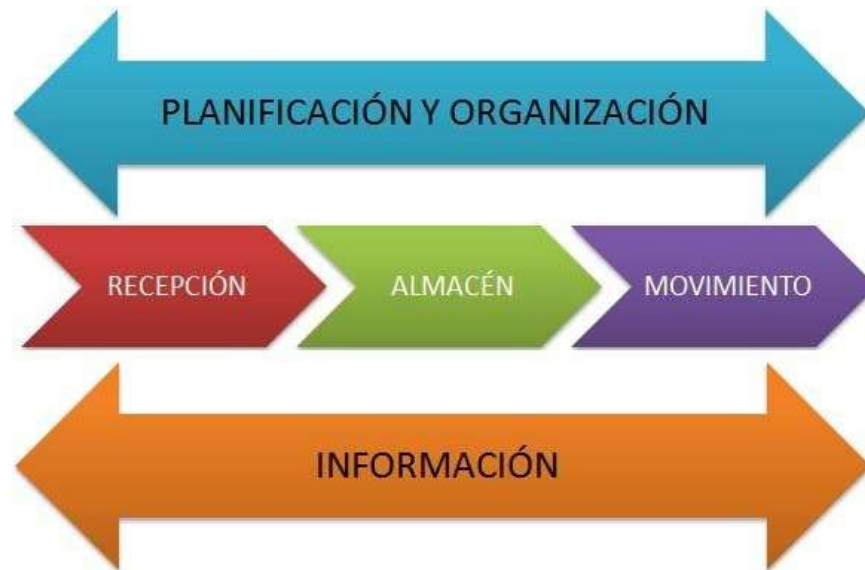 PLANIFICACIÓN Y ORGANIZACIÓN
RECEPCIÓN
ALMACÉN
MOVIMIENTO
INFORMACIÓN